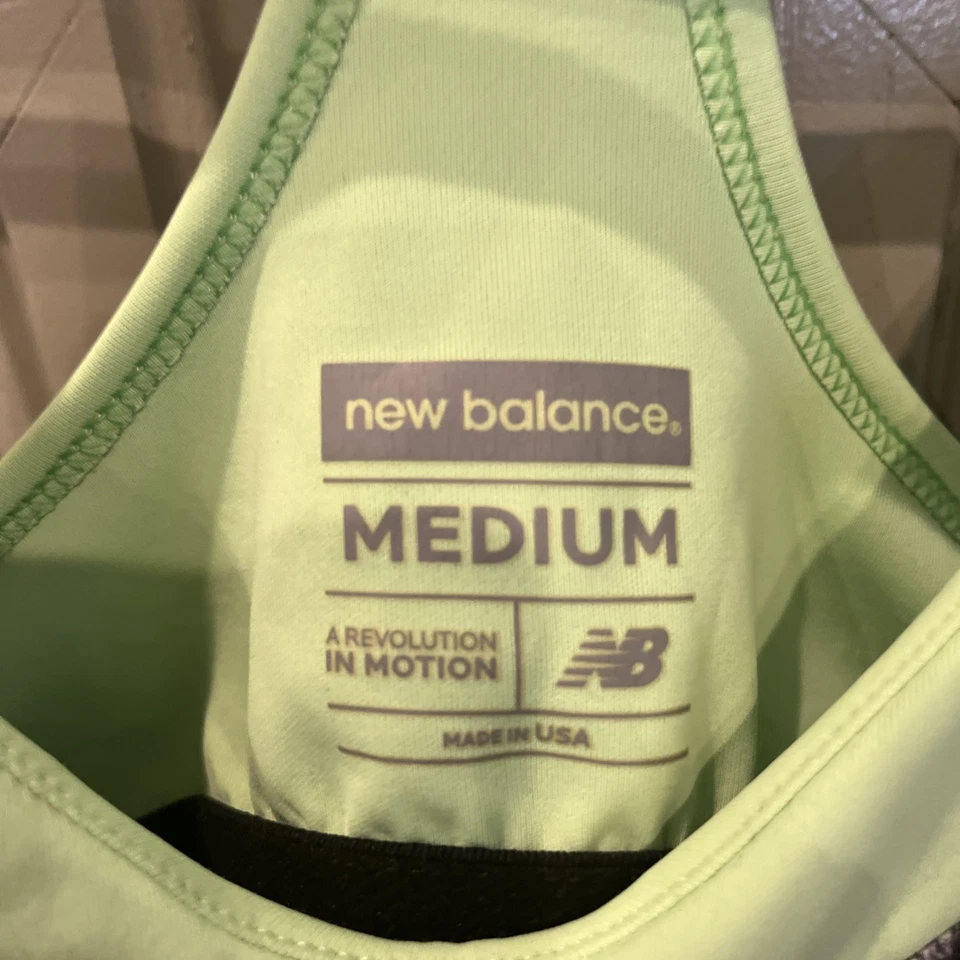 new balance®
MEDIUM
A REVOLUTION
IN MOTION
NB
MADE IN USA